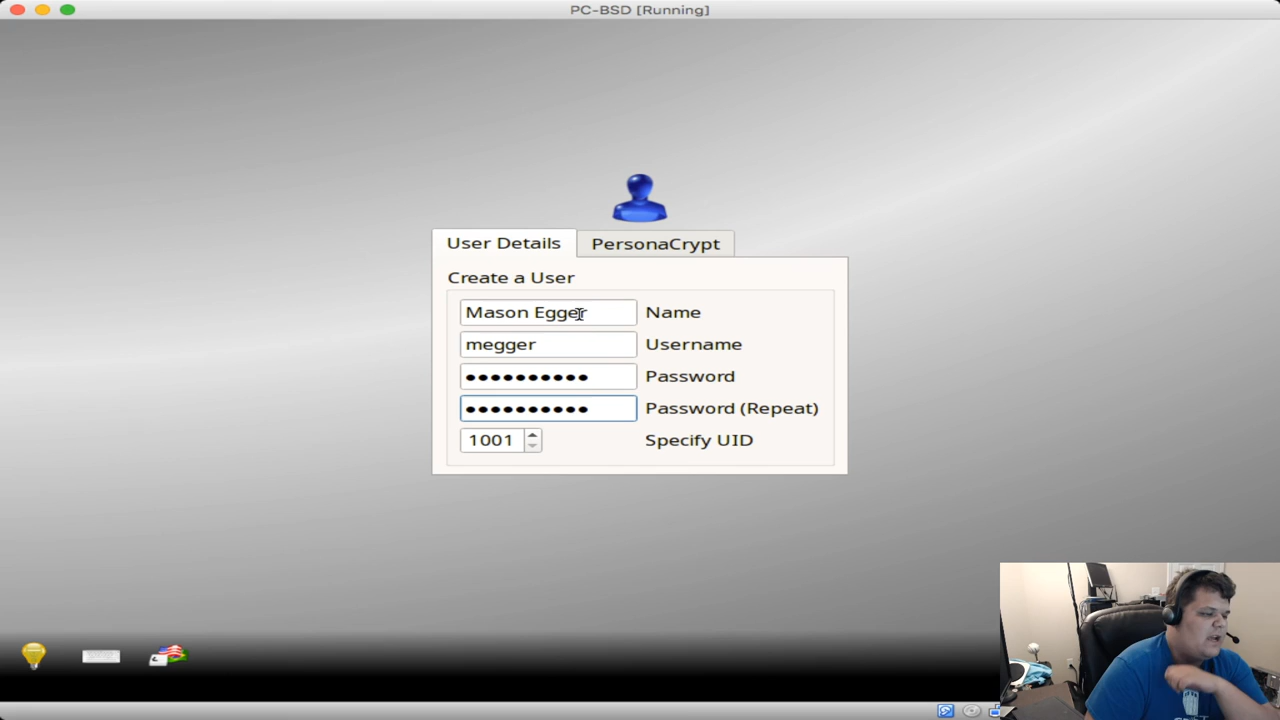 PC-BSD [Running]
User Details
PersonaCrypt
Create a User
Mason Egger Name
megger Username
●●●●●●●●●● Password
●●●●●●●●●● Password (Repeat)
1001 Specify UID